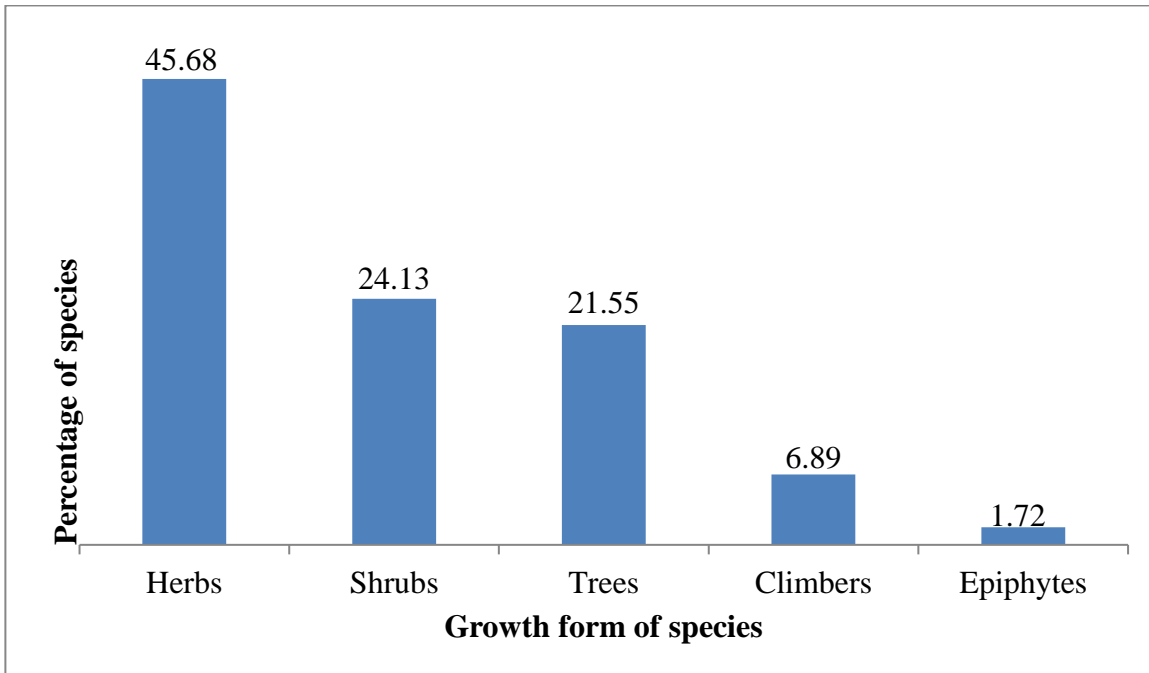 45.68
24.13
21.55
6.89
1.72
Percentage of species
Herbs
Shrubs
Trees
Climbers
Epiphytes
Growth form of species